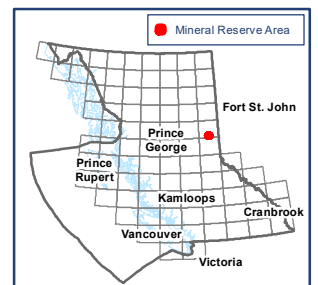 Mineral Reserve Area
Fort St. John
Prince
George
Prince
Rupert
Kamloops
Cranbrook
Vancouver
Victoria